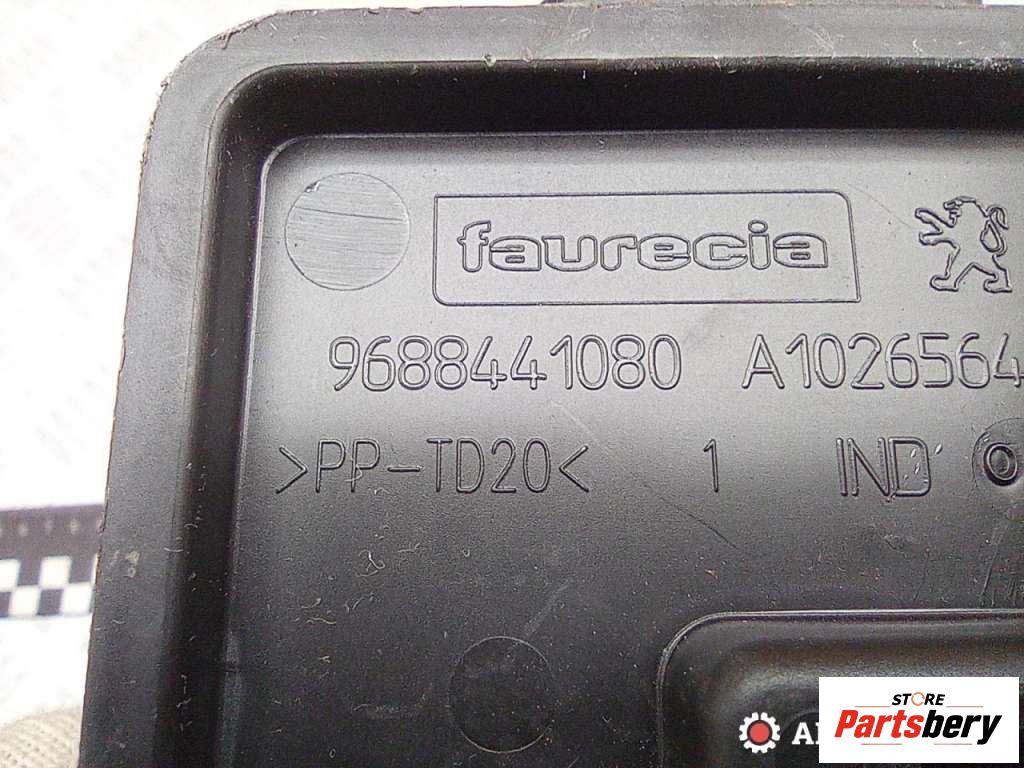 faurecia
9688441080 A1026564
>PP-TD20< 1 IND
STORE
Partsbery